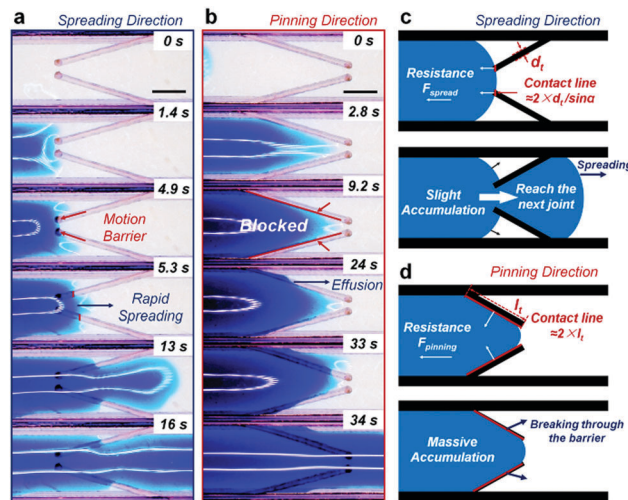 a
Spreading Direction
0 s
1.4 s
4.9 s
Motion
Barrier
5.3 s
Rapid
Spreading
13 s
16 s
b
Pinning Direction
0 s
2.8 s
9.2 s
Blocked
24 s
Effusion
33 s
34 s
c
Spreading Direction
Resistance
F_spread
d_t
Contact line
≈2×d_t/sinα
Slight
Accumulation
Reach the
next joint
Spreading
d
Pinning Direction
Resistance
F_pinning
l_t
Contact line
≈2×l_t
Massive
Accumulation
Breaking through
the barrier